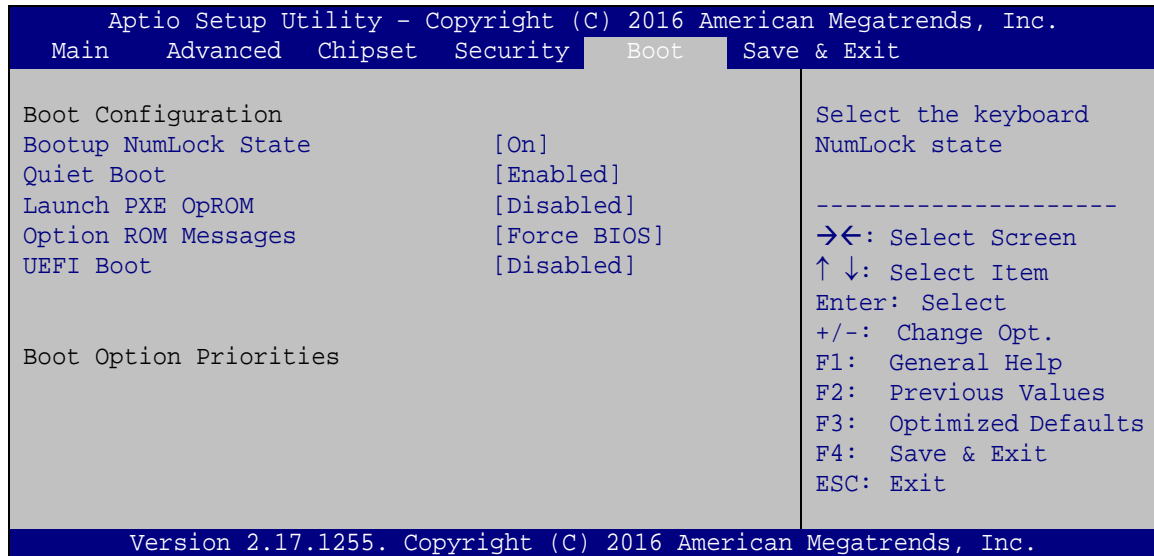 Aptio Setup Utility – Copyright (C) 2016 American Megatrends, Inc.
Main Advanced Chipset Security Boot Save & Exit
Boot Configuration
Bootup NumLock State [On]
Quiet Boot [Enabled]
Launch PXE OpROM [Disabled]
Option ROM Messages [Force BIOS]
UEFI Boot [Disabled]
Boot Option Priorities
Select the keyboard
NumLock state
---------------------
→←: Select Screen
↑ ↓: Select Item
Enter: Select
+/-: Change Opt.
F1: General Help
F2: Previous Values
F3: Optimized Defaults
F4: Save & Exit
ESC: Exit
Version 2.17.1255. Copyright (C) 2016 American Megatrends, Inc.